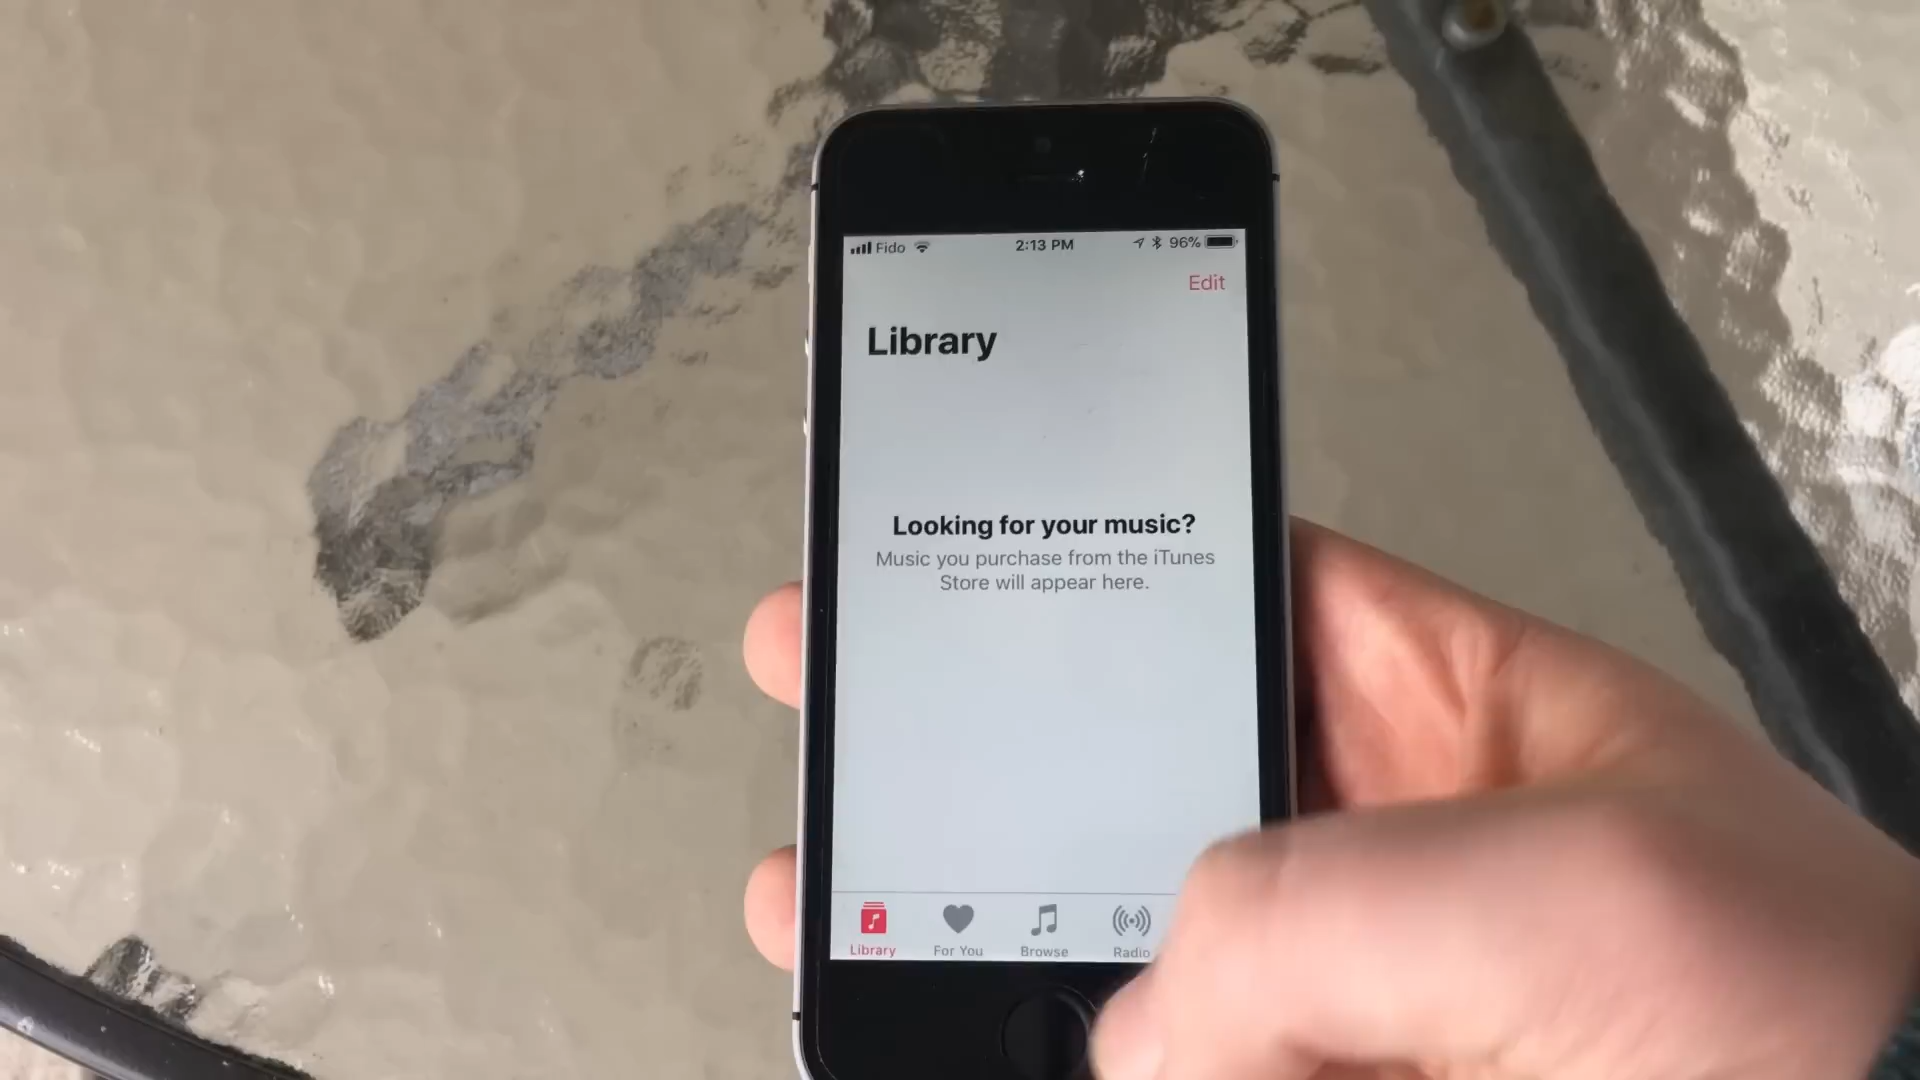 Fido 2:13 PM 96%
Edit
Library
Looking for your music?
Music you purchase from the iTunes
Store will appear here.
Library For You Browse Radio